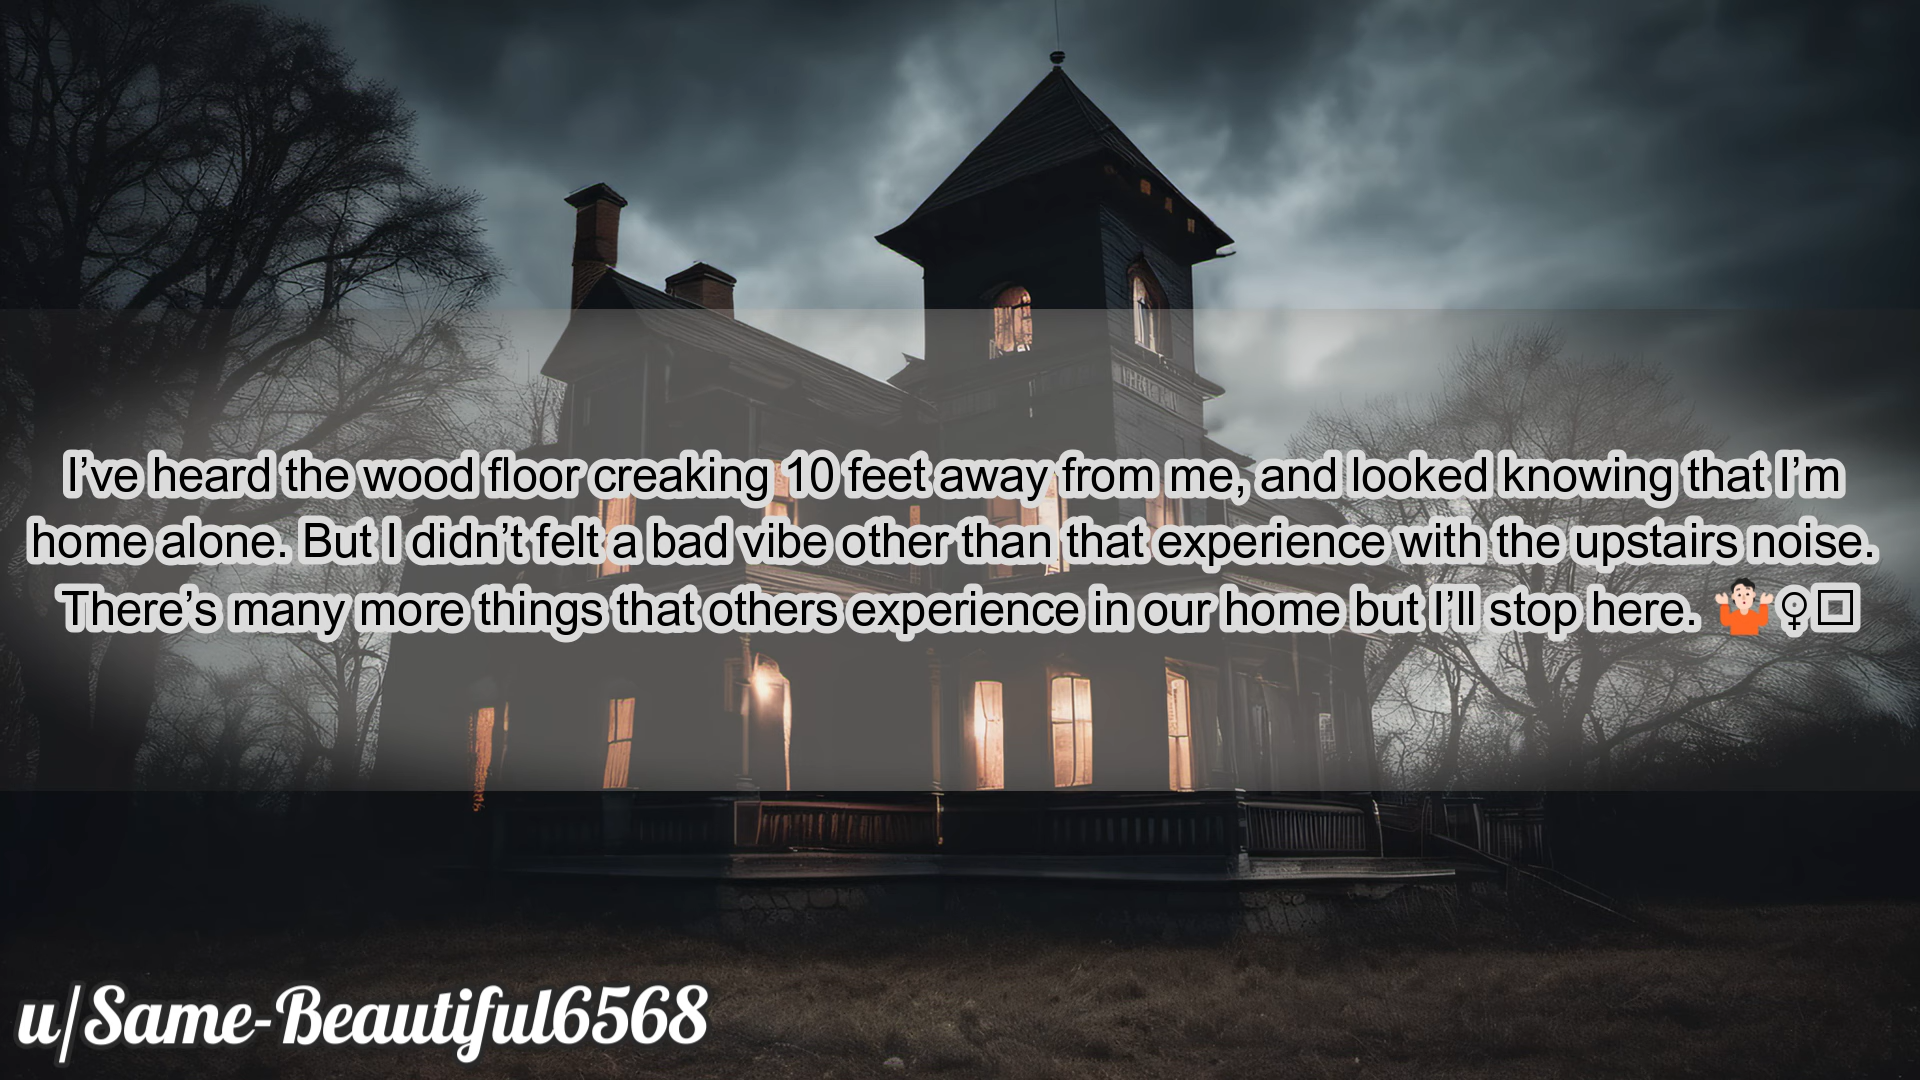 I’ve heard the wood floor creaking 10 feet away from me, and looked knowing that I’m
home alone. But I didn’t felt a bad vibe other than that experience with the upstairs noise.
There’s many more things that others experience in our home but I’ll stop here. 🤷🏻♀□
u/Same-Beautiful6568